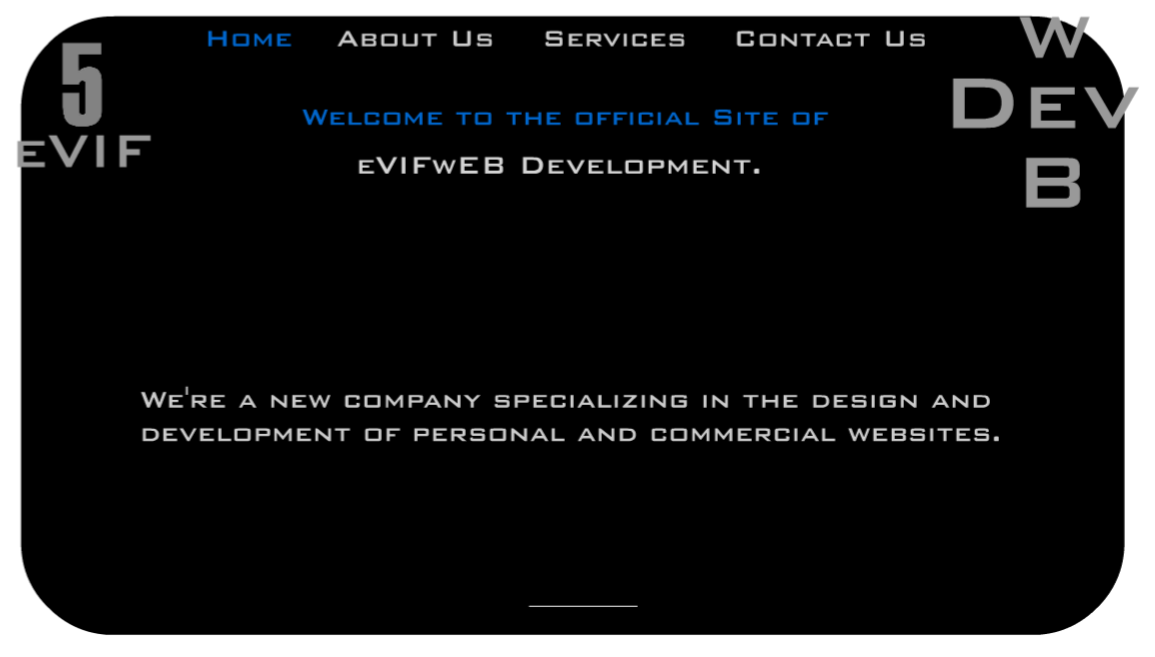 Home About Us Services Contact Us
5
eVIF
W
Dev
B
Welcome to the official Site of
eVIFwEB Development.
We're a new company specializing in the design and
development of personal and commercial websites.